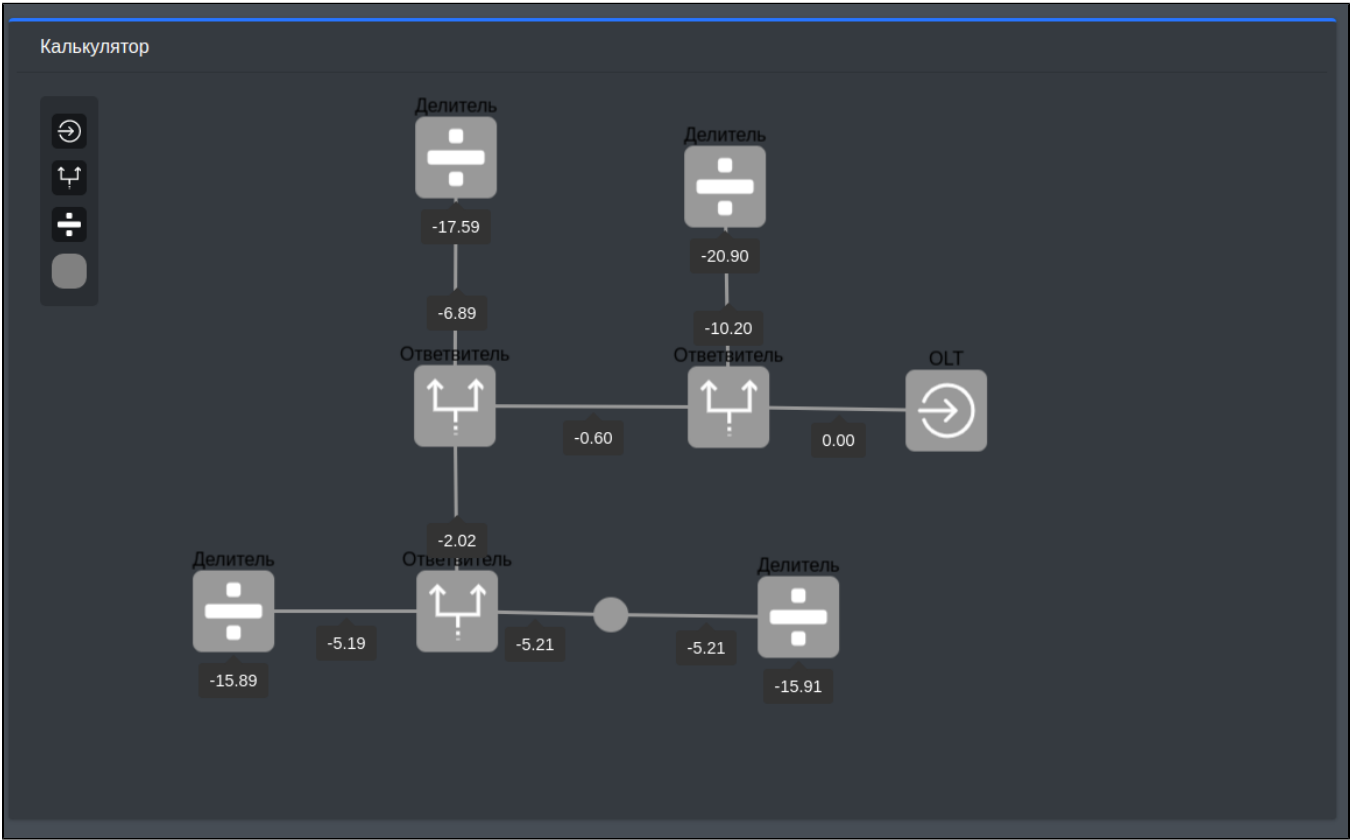 Калькулятор
Делитель
-17.59
-6.89
Ответвитель
Делитель
-20.90
-10.20
Ответвитель
OLT
-0.60
0.00
-2.02
Делитель
Ответвитель
Делитель
-5.19
-5.21
-5.21
-15.89
-15.91